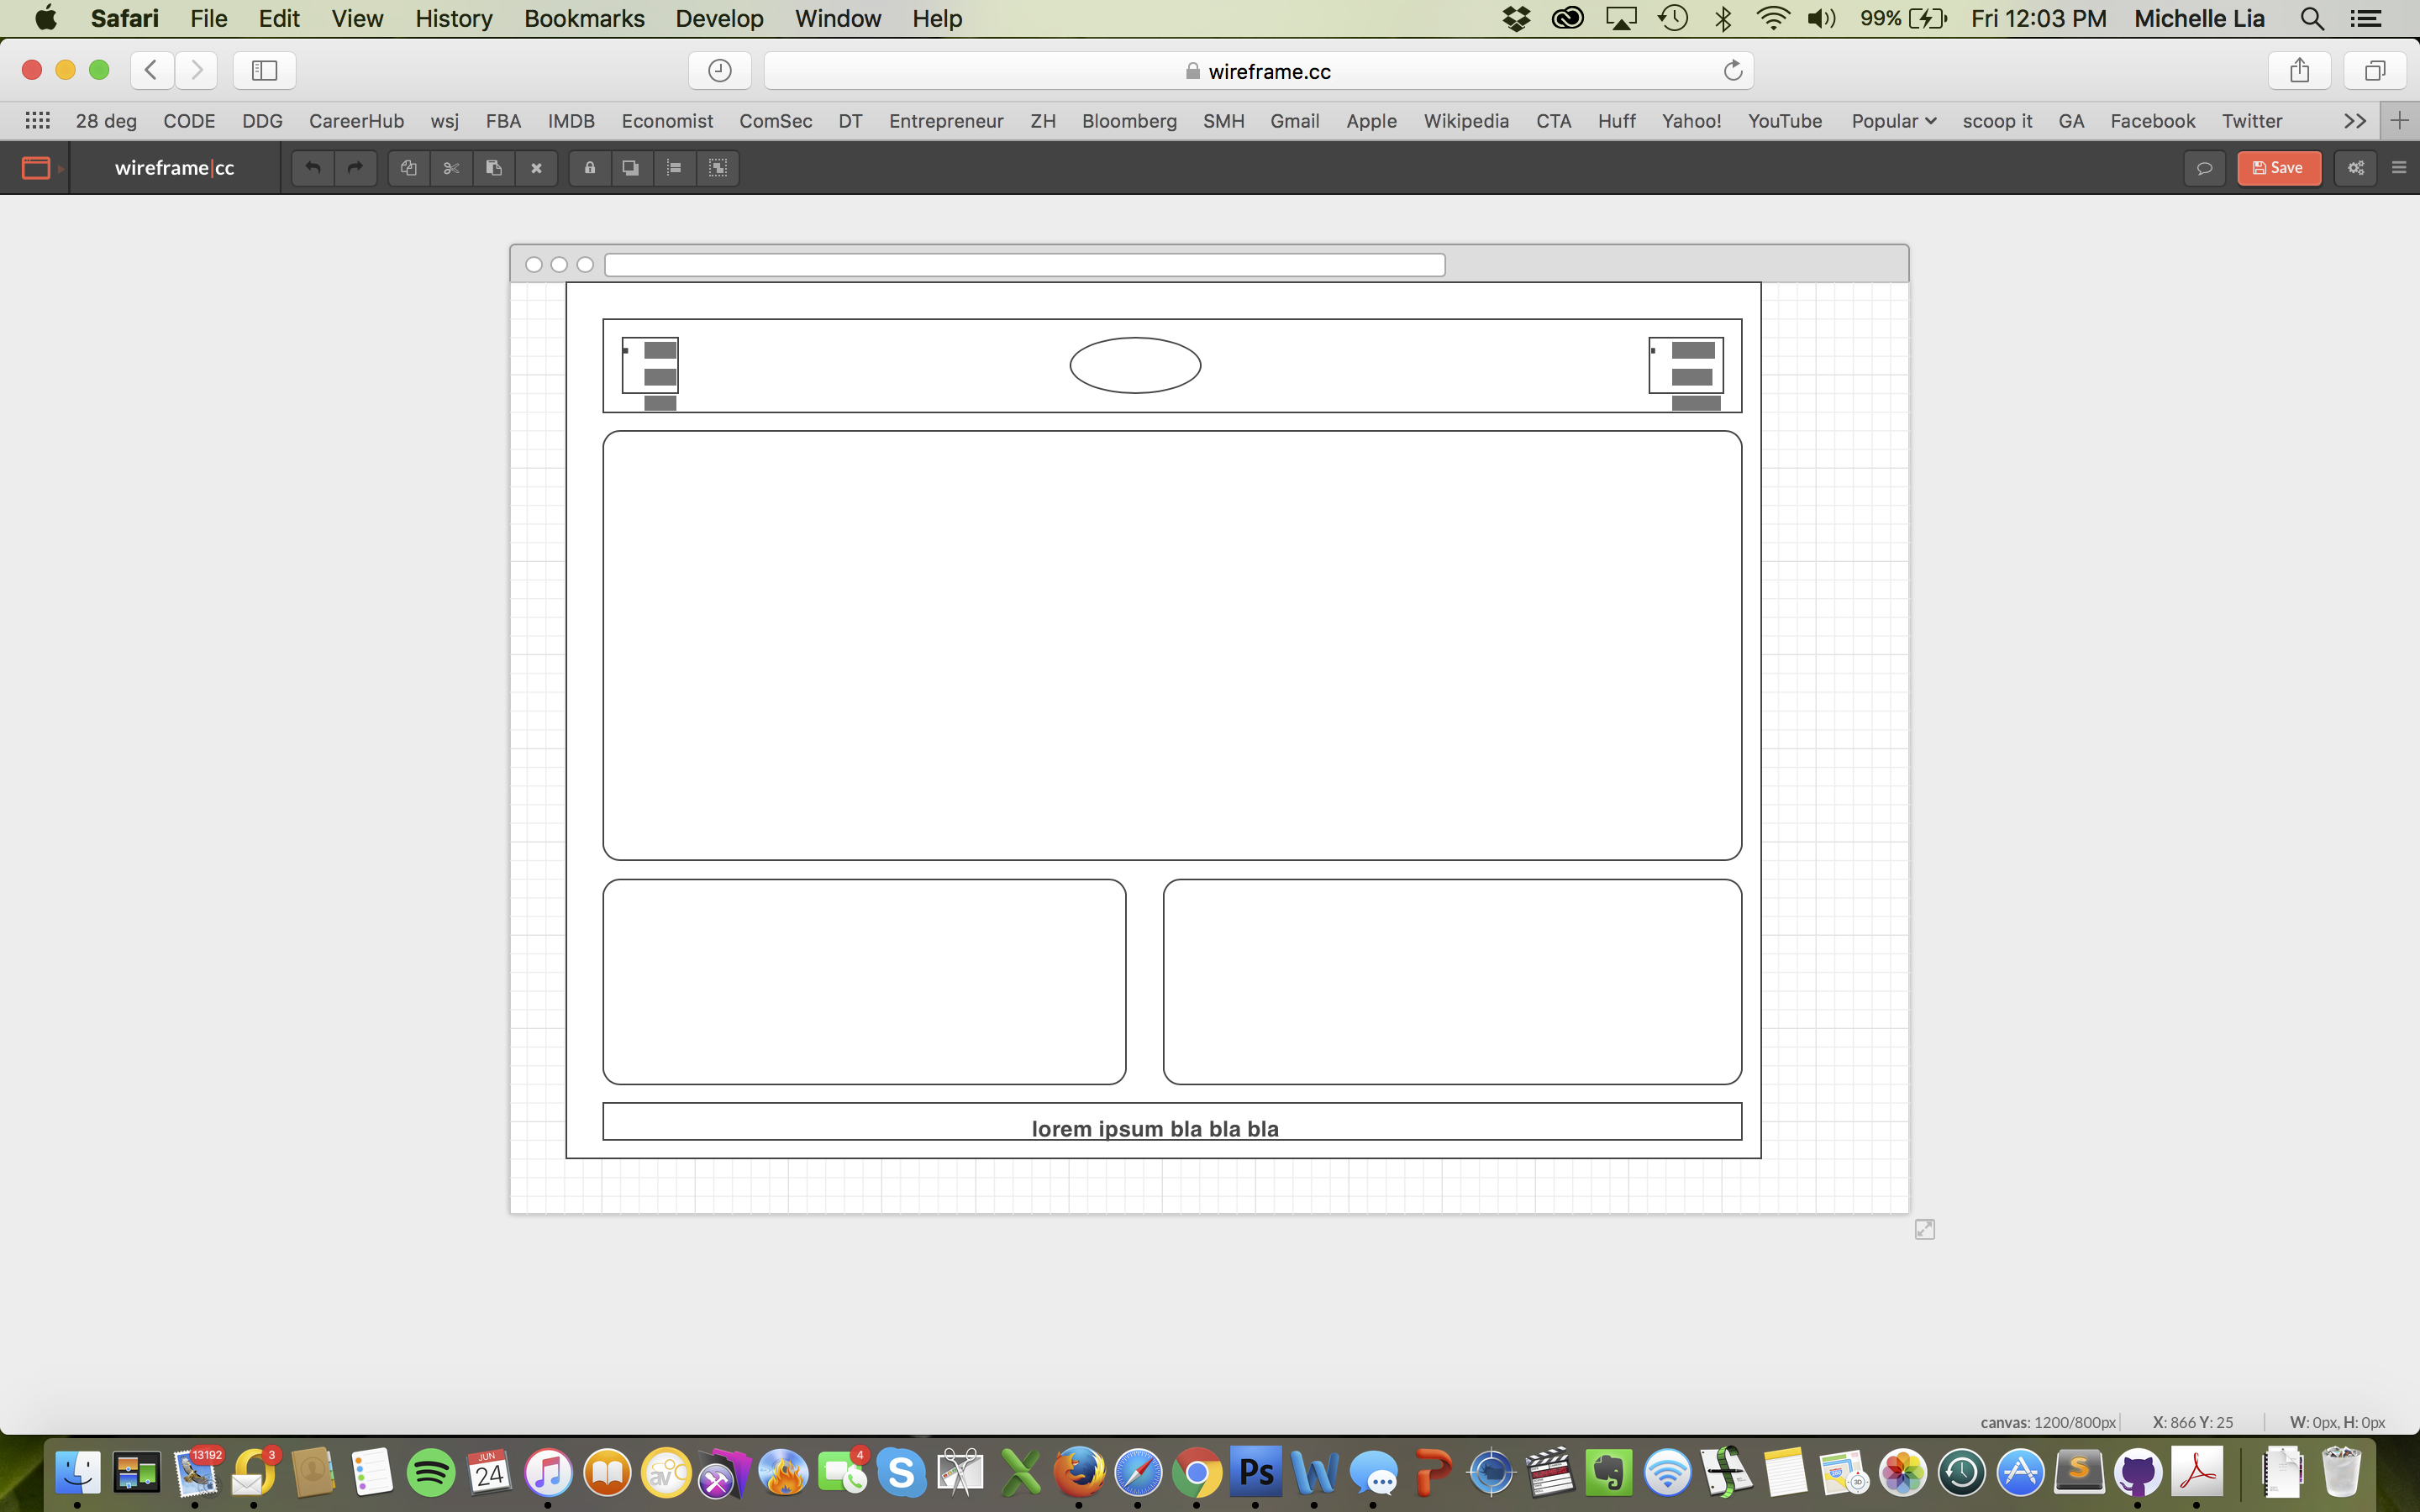 Safari File Edit View History Bookmarks Develop Window Help 99% Fri 12:03 PM Michelle Lia
wireframe.cc
28 deg CODE DDG CareerHub wsj FBA IMDB Economist ComSec DT Entrepreneur ZH Bloomberg SMH Gmail Apple Wikipedia CTA Huff Yahoo! YouTube Popular scoop it GA Facebook Twitter >> +
wireframe|cc Save
lorem ipsum bla bla bla
canvas: 1200/800px X: 866 Y: 25 W: 0px, H: 0px
13192 3 JUN 24 av 4 S Ps W S